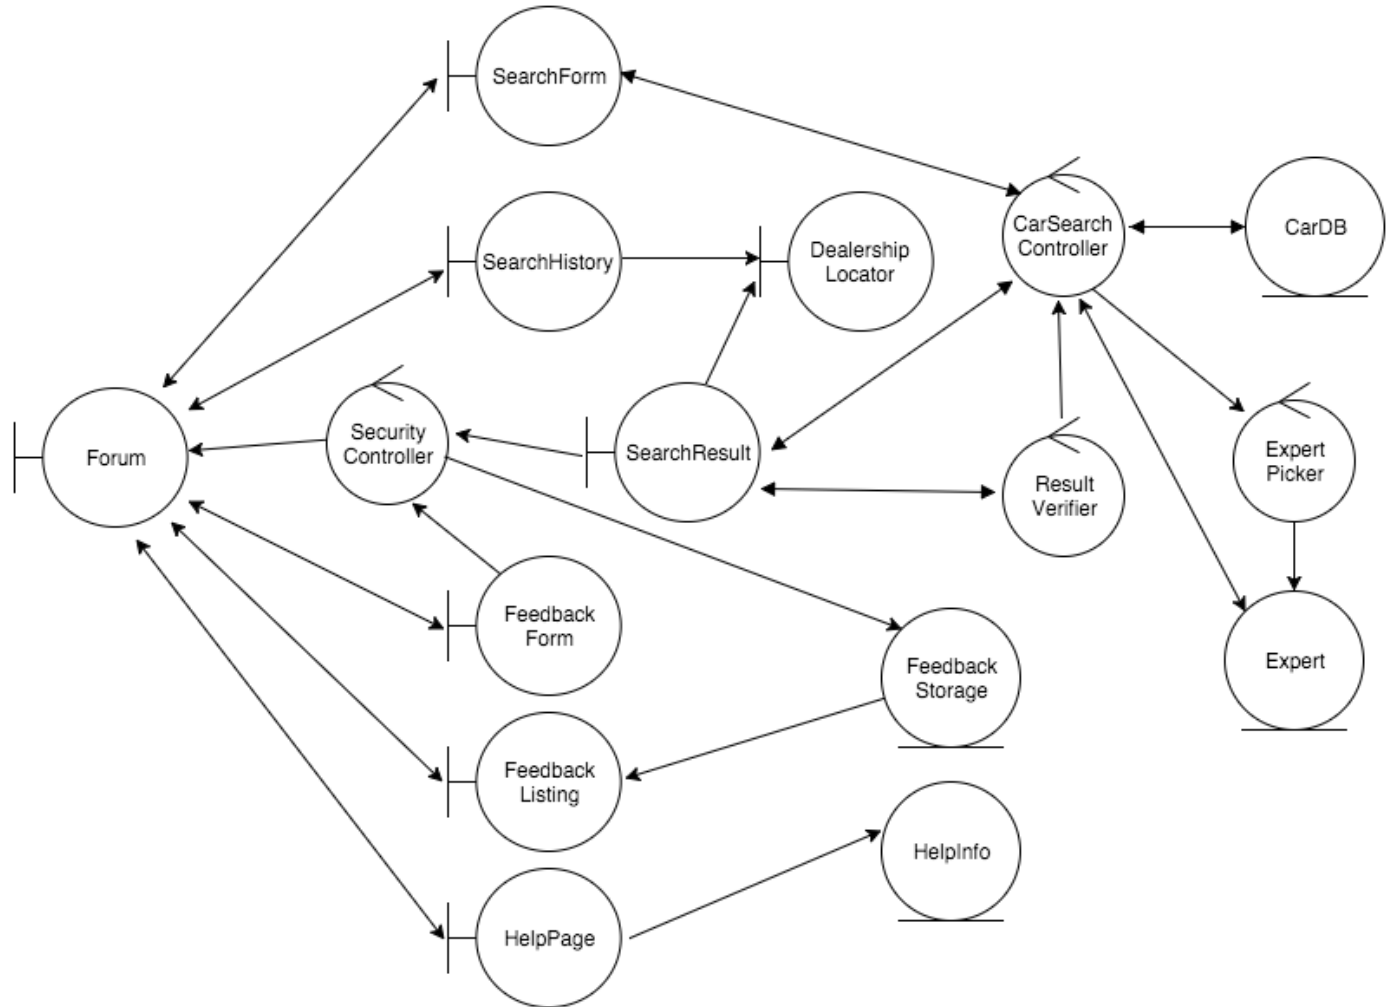 SearchForm
CarSearch
Controller
CarDB
SearchHistory
Dealership
Locator
Forum
Security
Controller
SearchResult
Result
Verifier
Expert
Picker
Feedback
Form
Feedback
Storage
Expert
Feedback
Listing
HelpInfo
HelpPage